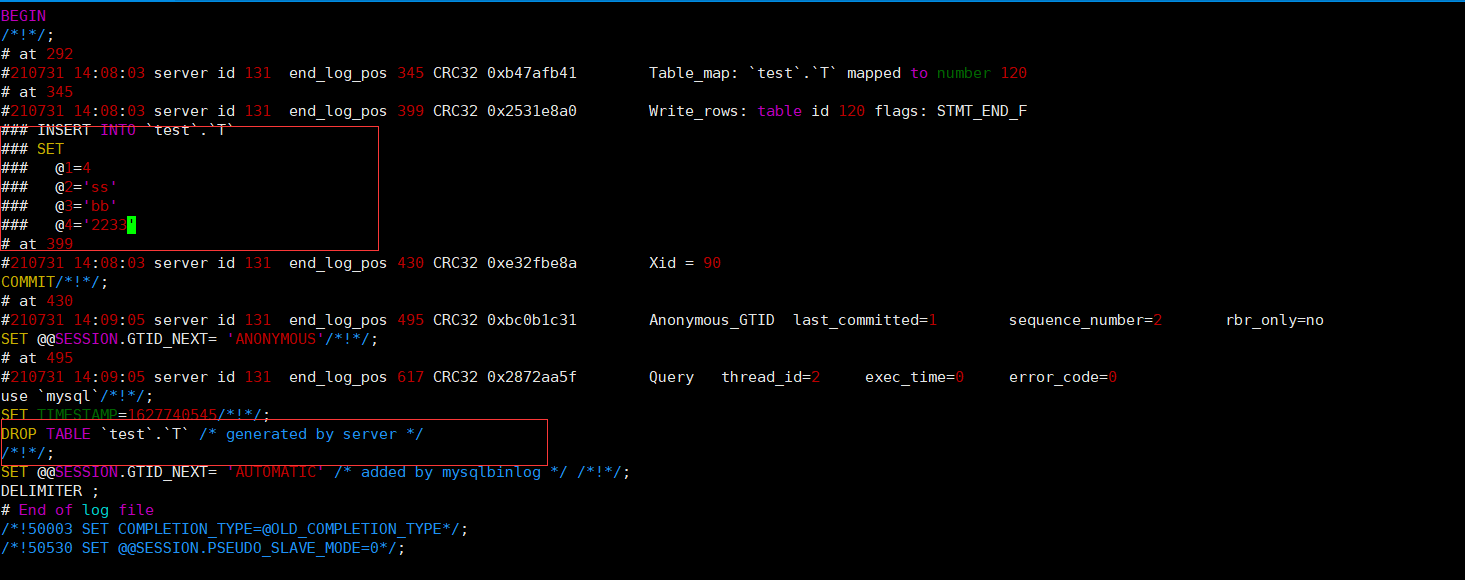 BEGIN
/*!*/;
# at 292
#210731 14:08:03 server id 131  end_log_pos 345 CRC32 0xb47afb41        Table_map: `test`.`T` mapped to number 120
# at 345
#210731 14:08:03 server id 131  end_log_pos 399 CRC32 0x2531e8a0        Write_rows: table id 120 flags: STMT_END_F
### INSERT INTO `test`.`T`
### SET
###   @1=4
###   @2='ss'
###   @3='bb'
###   @4='2233'
# at 399
#210731 14:08:03 server id 131  end_log_pos 430 CRC32 0xe32fbe8a        Xid = 90
COMMIT/*!*/;
# at 430
#210731 14:09:05 server id 131  end_log_pos 495 CRC32 0xbc0b1c31        Anonymous_GTID  last_committed=1        sequence_number=2       rbr_only=no
SET @@SESSION.GTID_NEXT= 'ANONYMOUS'/*!*/;
# at 495
#210731 14:09:05 server id 131  end_log_pos 617 CRC32 0x2872aa5f        Query   thread_id=2     exec_time=0     error_code=0
use `mysql`/*!*/;
SET TIMESTAMP=1627740545/*!*/;
DROP TABLE `test`.`T` /* generated by server */
/*!*/;
SET @@SESSION.GTID_NEXT= 'AUTOMATIC' /* added by mysqlbinlog */ /*!*/;
DELIMITER ;
# End of log file
/*!50003 SET COMPLETION_TYPE=@OLD_COMPLETION_TYPE*/;
/*!50530 SET @@SESSION.PSEUDO_SLAVE_MODE=0*/;